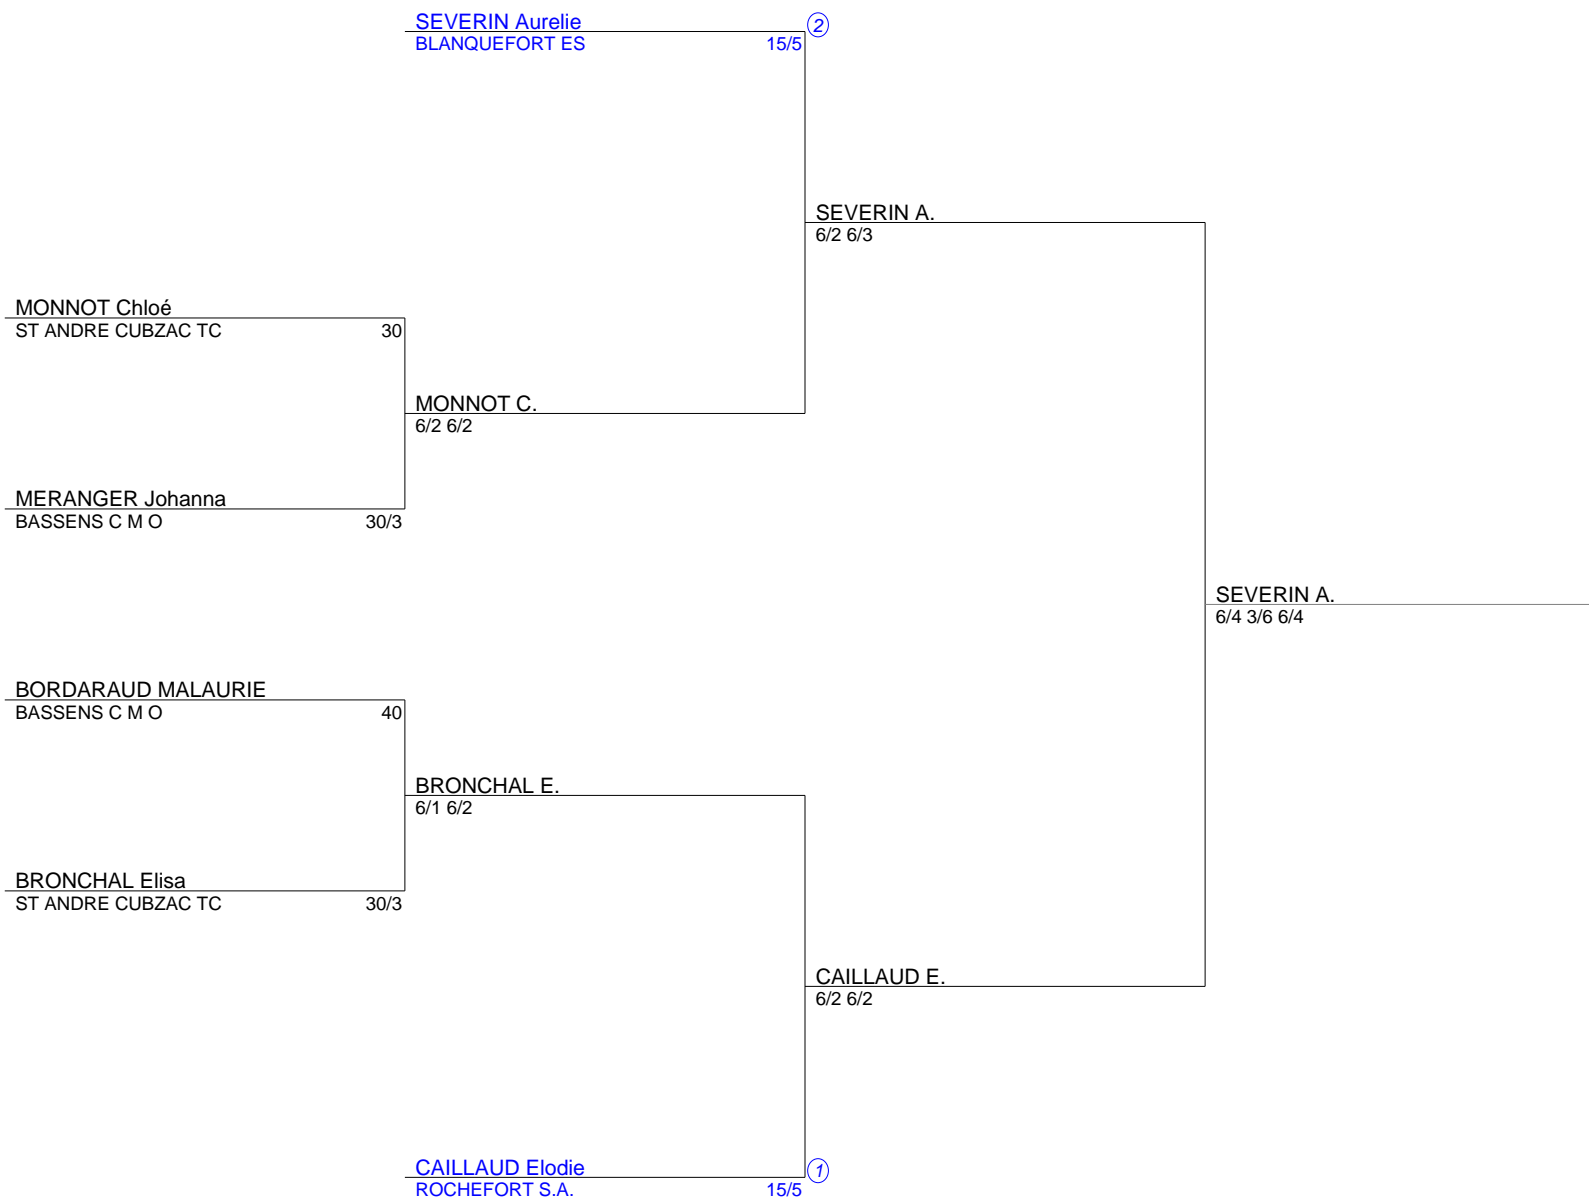 SEVERIN Aurelie 2
BLANQUEFORT ES 15/5
SEVERIN A.
6/2 6/3
MONNOT Chloé
ST ANDRE CUBZAC TC 30
MONNOT C.
6/2 6/2
MERANGER Johanna
BASSENS C M O 30/3
SEVERIN A.
6/4 3/6 6/4
BORDARAUD MALAURIE
BASSENS C M O 40
BRONCHAL E.
6/1 6/2
BRONCHAL Elisa
ST ANDRE CUBZAC TC 30/3
CAILLAUD E.
6/2 6/2
CAILLAUD Elodie 1
ROCHEFORT S.A. 15/5